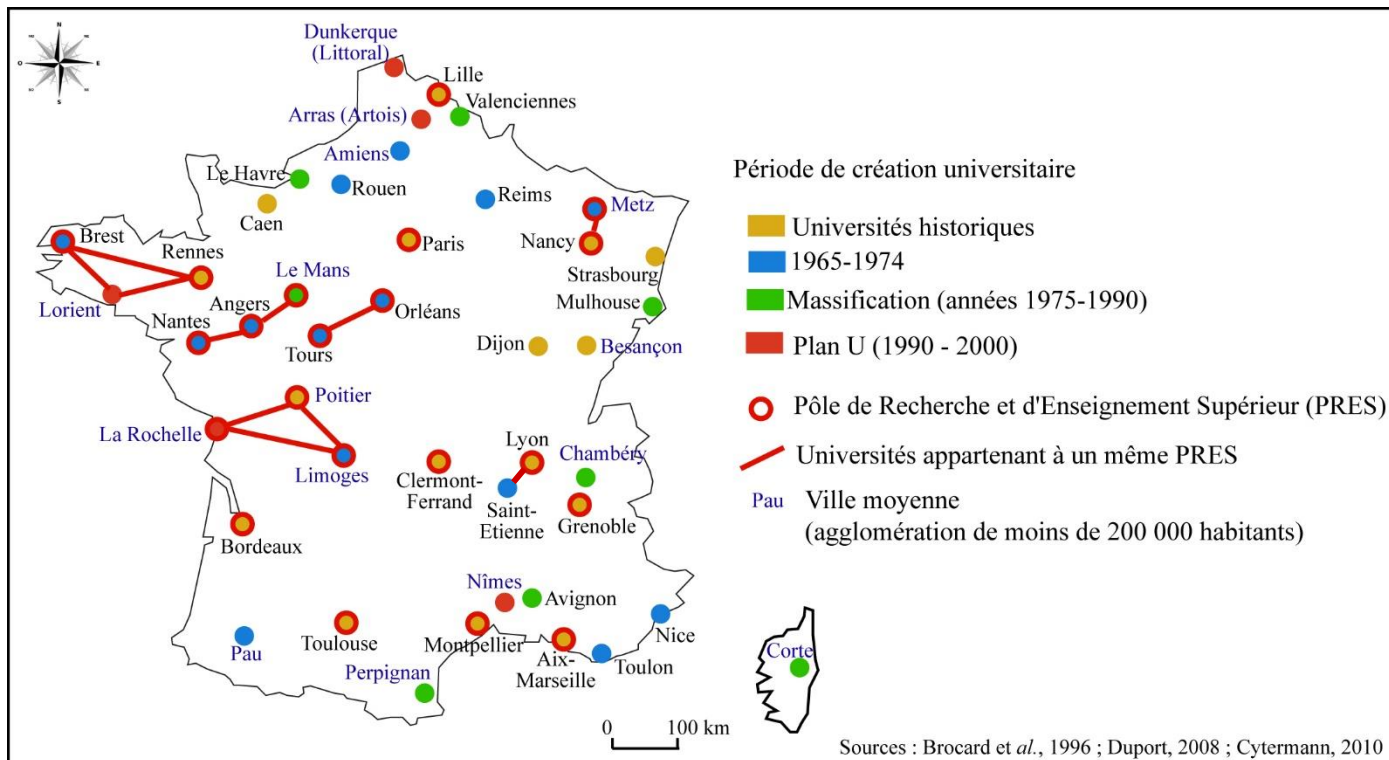 N
O
E
S
Dunkerque
(Littoral)
Lille
Valenciennes
Arras (Artois)
Amiens
Le Havre
Rouen
Caen
Reims
Metz
Nancy
Strasbourg
Mulhouse
Paris
Brest
Rennes
Lorient
Le Mans
Angers
Nantes
Orléans
Tours
Dijon
Besançon
Poitier
La Rochelle
Limoges
Clermont-
Ferrand
Lyon
Saint-
Etienne
Chambéry
Grenoble
Bordeaux
Nîmes
Avignon
Pau
Toulouse
Montpellier
Aix-
Marseille
Toulon
Nice
Perpignan
Corte
0 100 km
Période de création universitaire
Universités historiques
1965-1974
Massification (années 1975-1990)
Plan U (1990 - 2000)
Pôle de Recherche et d'Enseignement Supérieur (PRES)
Universités appartenant à un même PRES
Pau Ville moyenne
(agglomération de moins de 200 000 habitants)
Sources : Brocard et al., 1996 ; Duport, 2008 ; Cytermann, 2010